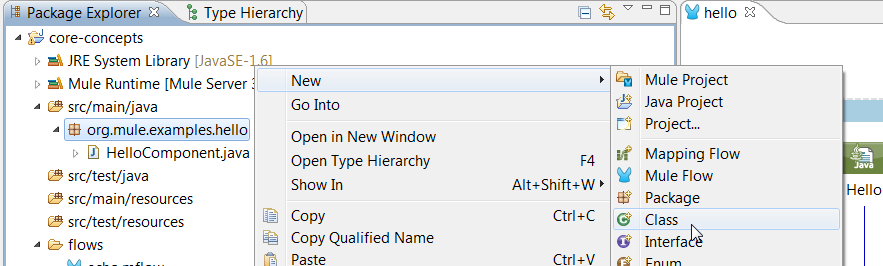 Package Explorer Type Hierarchy hello
core-concepts
JRE System Library [JavaSE-1.6]
Mule Runtime [Mule Server 3
src/main/java
org.mule.examples.hello
HelloComponent.java
src/test/java
src/main/resources
src/test/resources
flows
echo.mflow
New
Go Into
Open in New Window
Open Type Hierarchy F4
Show In Alt+Shift+W
Copy Ctrl+C
Copy Qualified Name
Paste Ctrl+V
Mule Project
Java Project
Project...
Mapping Flow
Mule Flow
Package
Class
Interface
Enum
Java
Hello